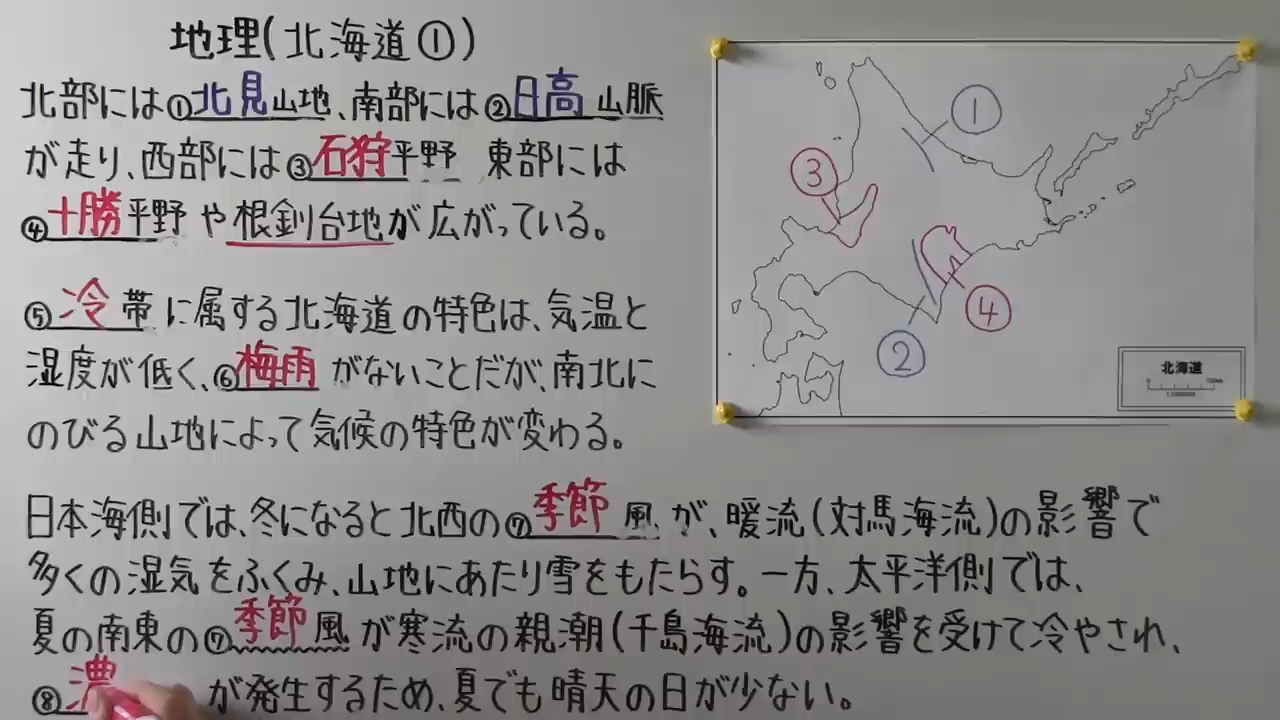 地理(北海道①)
北部には①北見山地、南部には②日高山脈
が走り、西部には③石狩平野 東部には
④十勝平野や根釧台地が広がっている。
⑤冷帯に属する北海道の特色は、気温と
湿度が低く、⑥梅雨がないことだが、南北に
のびる山地によって気候の特色が変わる。
日本海側では、冬になると北西の⑦季節風が、暖流(対馬海流)の影響で
多くの湿気をふくみ、山地にあたり雪をもたらす。一方、太平洋側では、
夏の南東の⑦季節風が寒流の親潮(千島海流)の影響を受けて冷やされ、
⑧濃が発生するため、夏でも晴天の日が少ない。
①
③
④
②
北海道
0